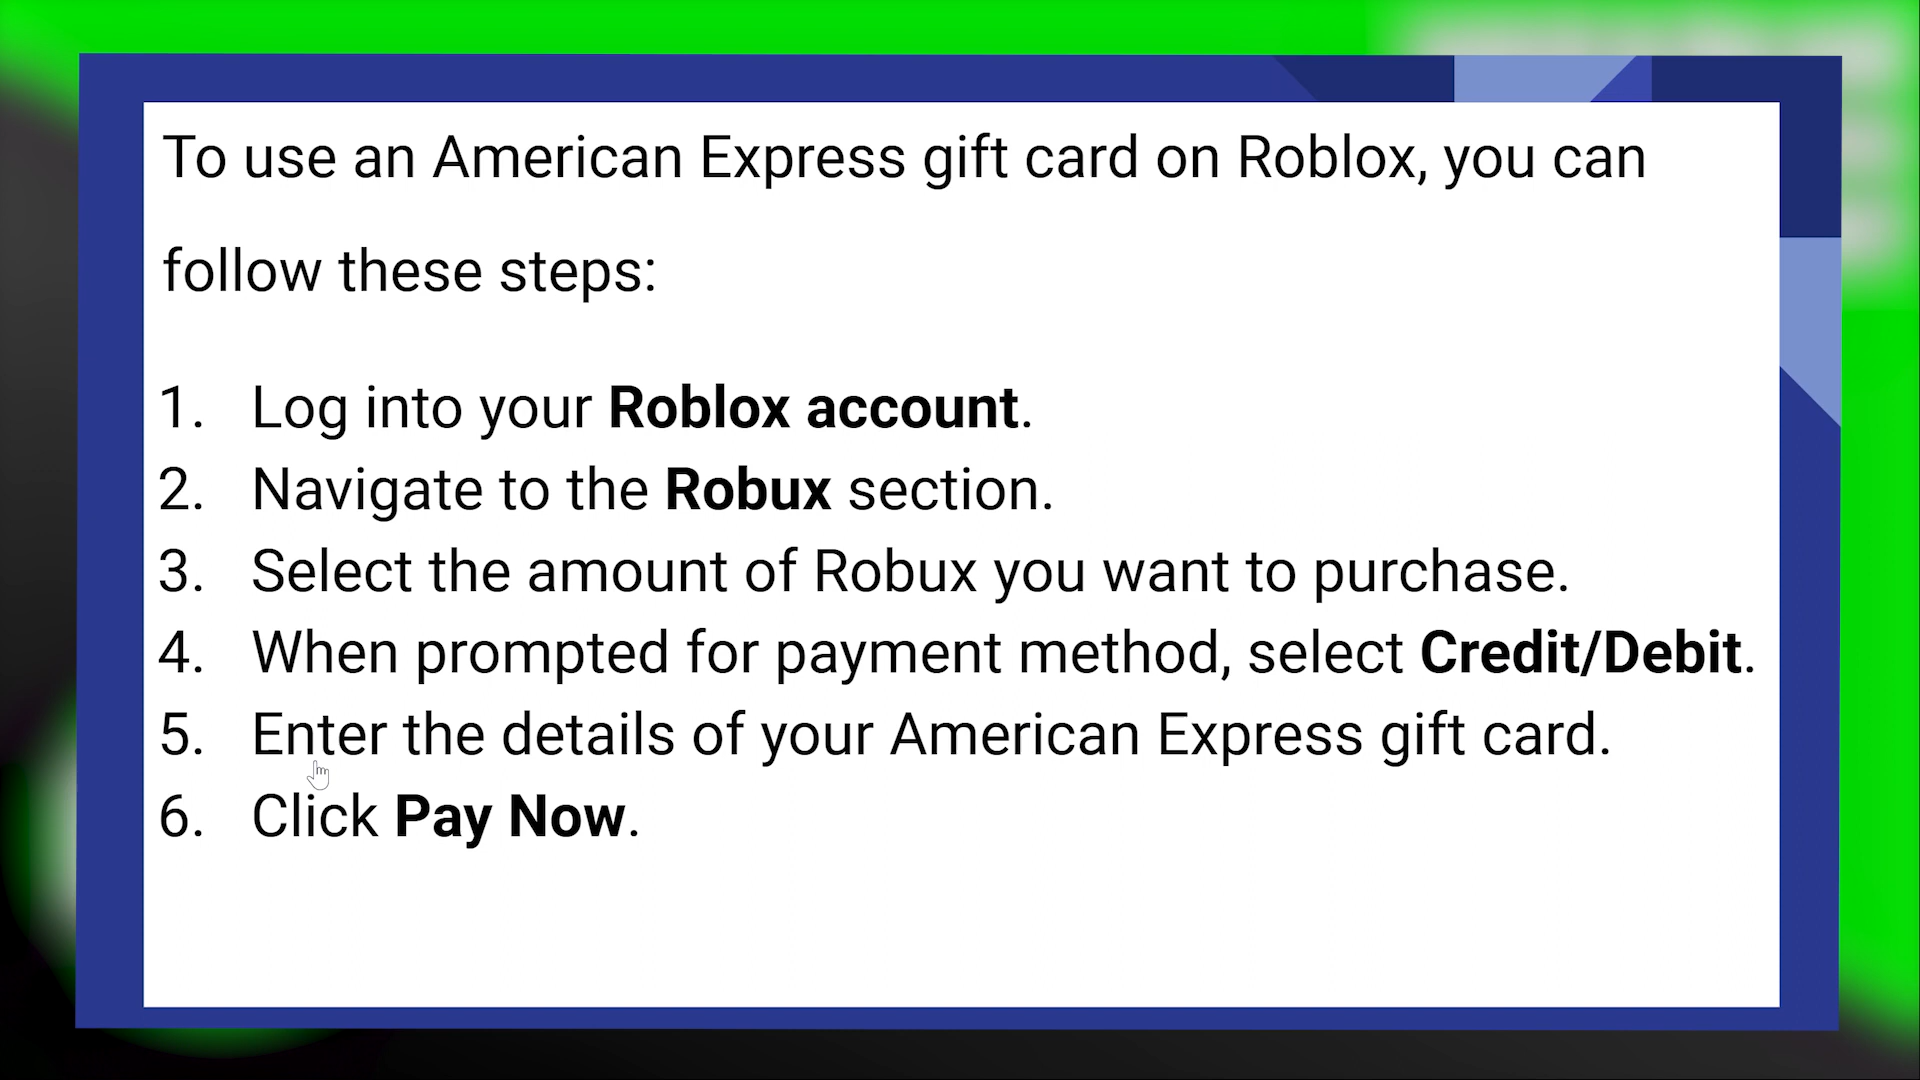 To use an American Express gift card on Roblox, you can
follow these steps:
1. Log into your Roblox account.
2. Navigate to the Robux section.
3. Select the amount of Robux you want to purchase.
4. When prompted for payment method, select Credit/Debit.
5. Enter the details of your American Express gift card.
6. Click Pay Now.